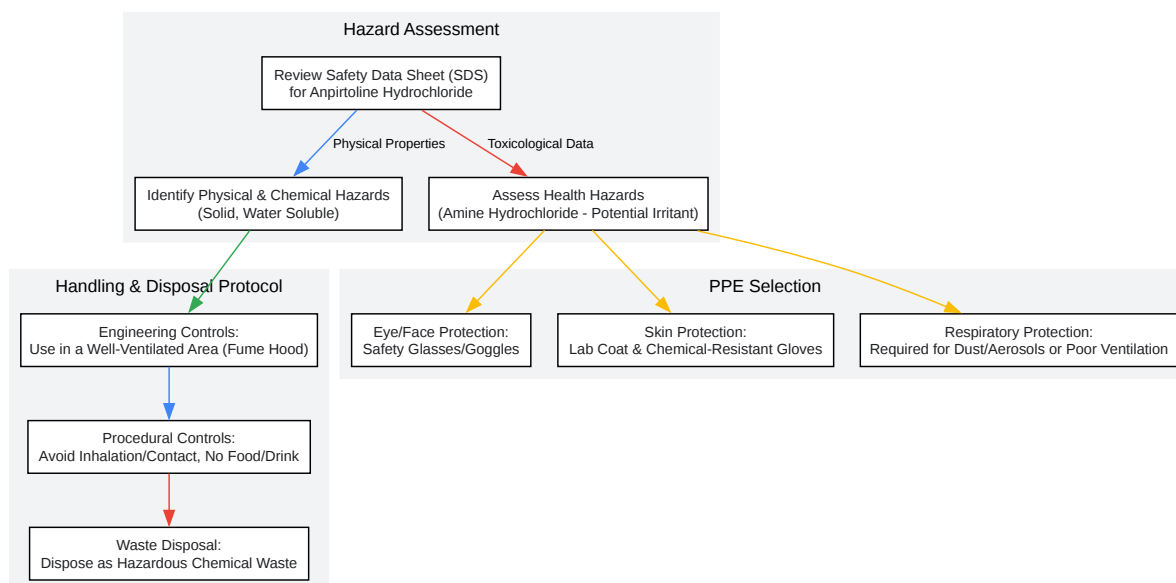 Hazard Assessment
Review Safety Data Sheet (SDS)
for Anpirtoline Hydrochloride
Physical Properties
Toxicological Data
Identify Physical & Chemical Hazards
(Solid, Water Soluble)
Assess Health Hazards
(Amine Hydrochloride - Potential Irritant)
Handling & Disposal Protocol
Engineering Controls:
Use in a Well-Ventilated Area (Fume Hood)
Procedural Controls:
Avoid Inhalation/Contact, No Food/Drink
Waste Disposal:
Dispose as Hazardous Chemical Waste
PPE Selection
Eye/Face Protection:
Safety Glasses/Goggles
Skin Protection:
Lab Coat & Chemical-Resistant Gloves
Respiratory Protection:
Required for Dust/Aerosols or Poor Ventilation